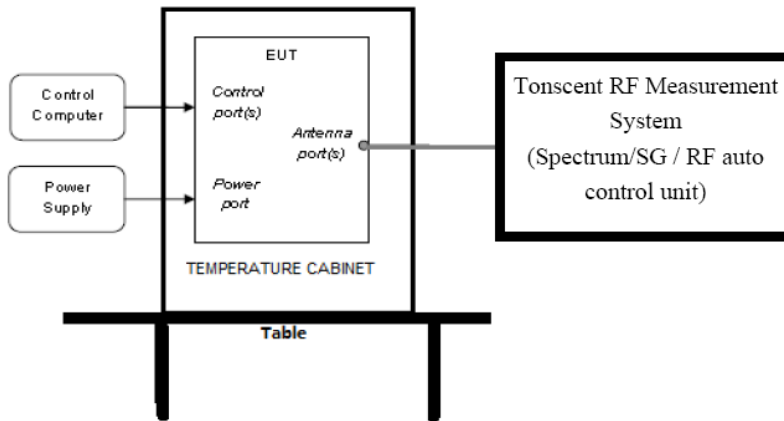 Control
Computer
Power
Supply
EUT
Control
port(s)
Antenna
port(s)
Power
port
TEMPERATURE CABINET
Table
Tonscent RF Measurement
System
(Spectrum/SG / RF auto
control unit)